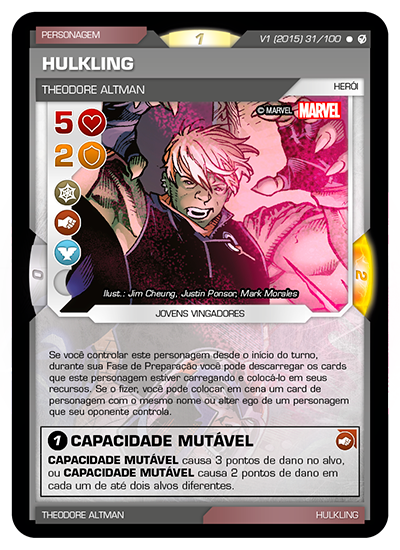 PERSONAGEM
1
V1 (2015) 31/100
HULKLING
THEODORE ALTMAN
HERÓI
© MARVEL MARVEL
5
2
0
2
Ilust.: Jim Cheung, Justin Ponsor, Mark Morales
JOVENS VINGADORES
Se você controlar este personagem desde o início do turno,
durante sua Fase de Preparação você pode descarregar os cards
que este personagem estiver carregando e colocá-lo em seus
recursos. Se o fizer, você pode colocar em cena um card de
personagem com o mesmo nome ou alter ego de um personagem
que seu oponente controla.
1 CAPACIDADE MUTÁVEL
CAPACIDADE MUTÁVEL causa 3 pontos de dano no alvo,
ou CAPACIDADE MUTÁVEL causa 2 pontos de dano em
cada um de até dois alvos diferentes.
THEODORE ALTMAN
HULKLING